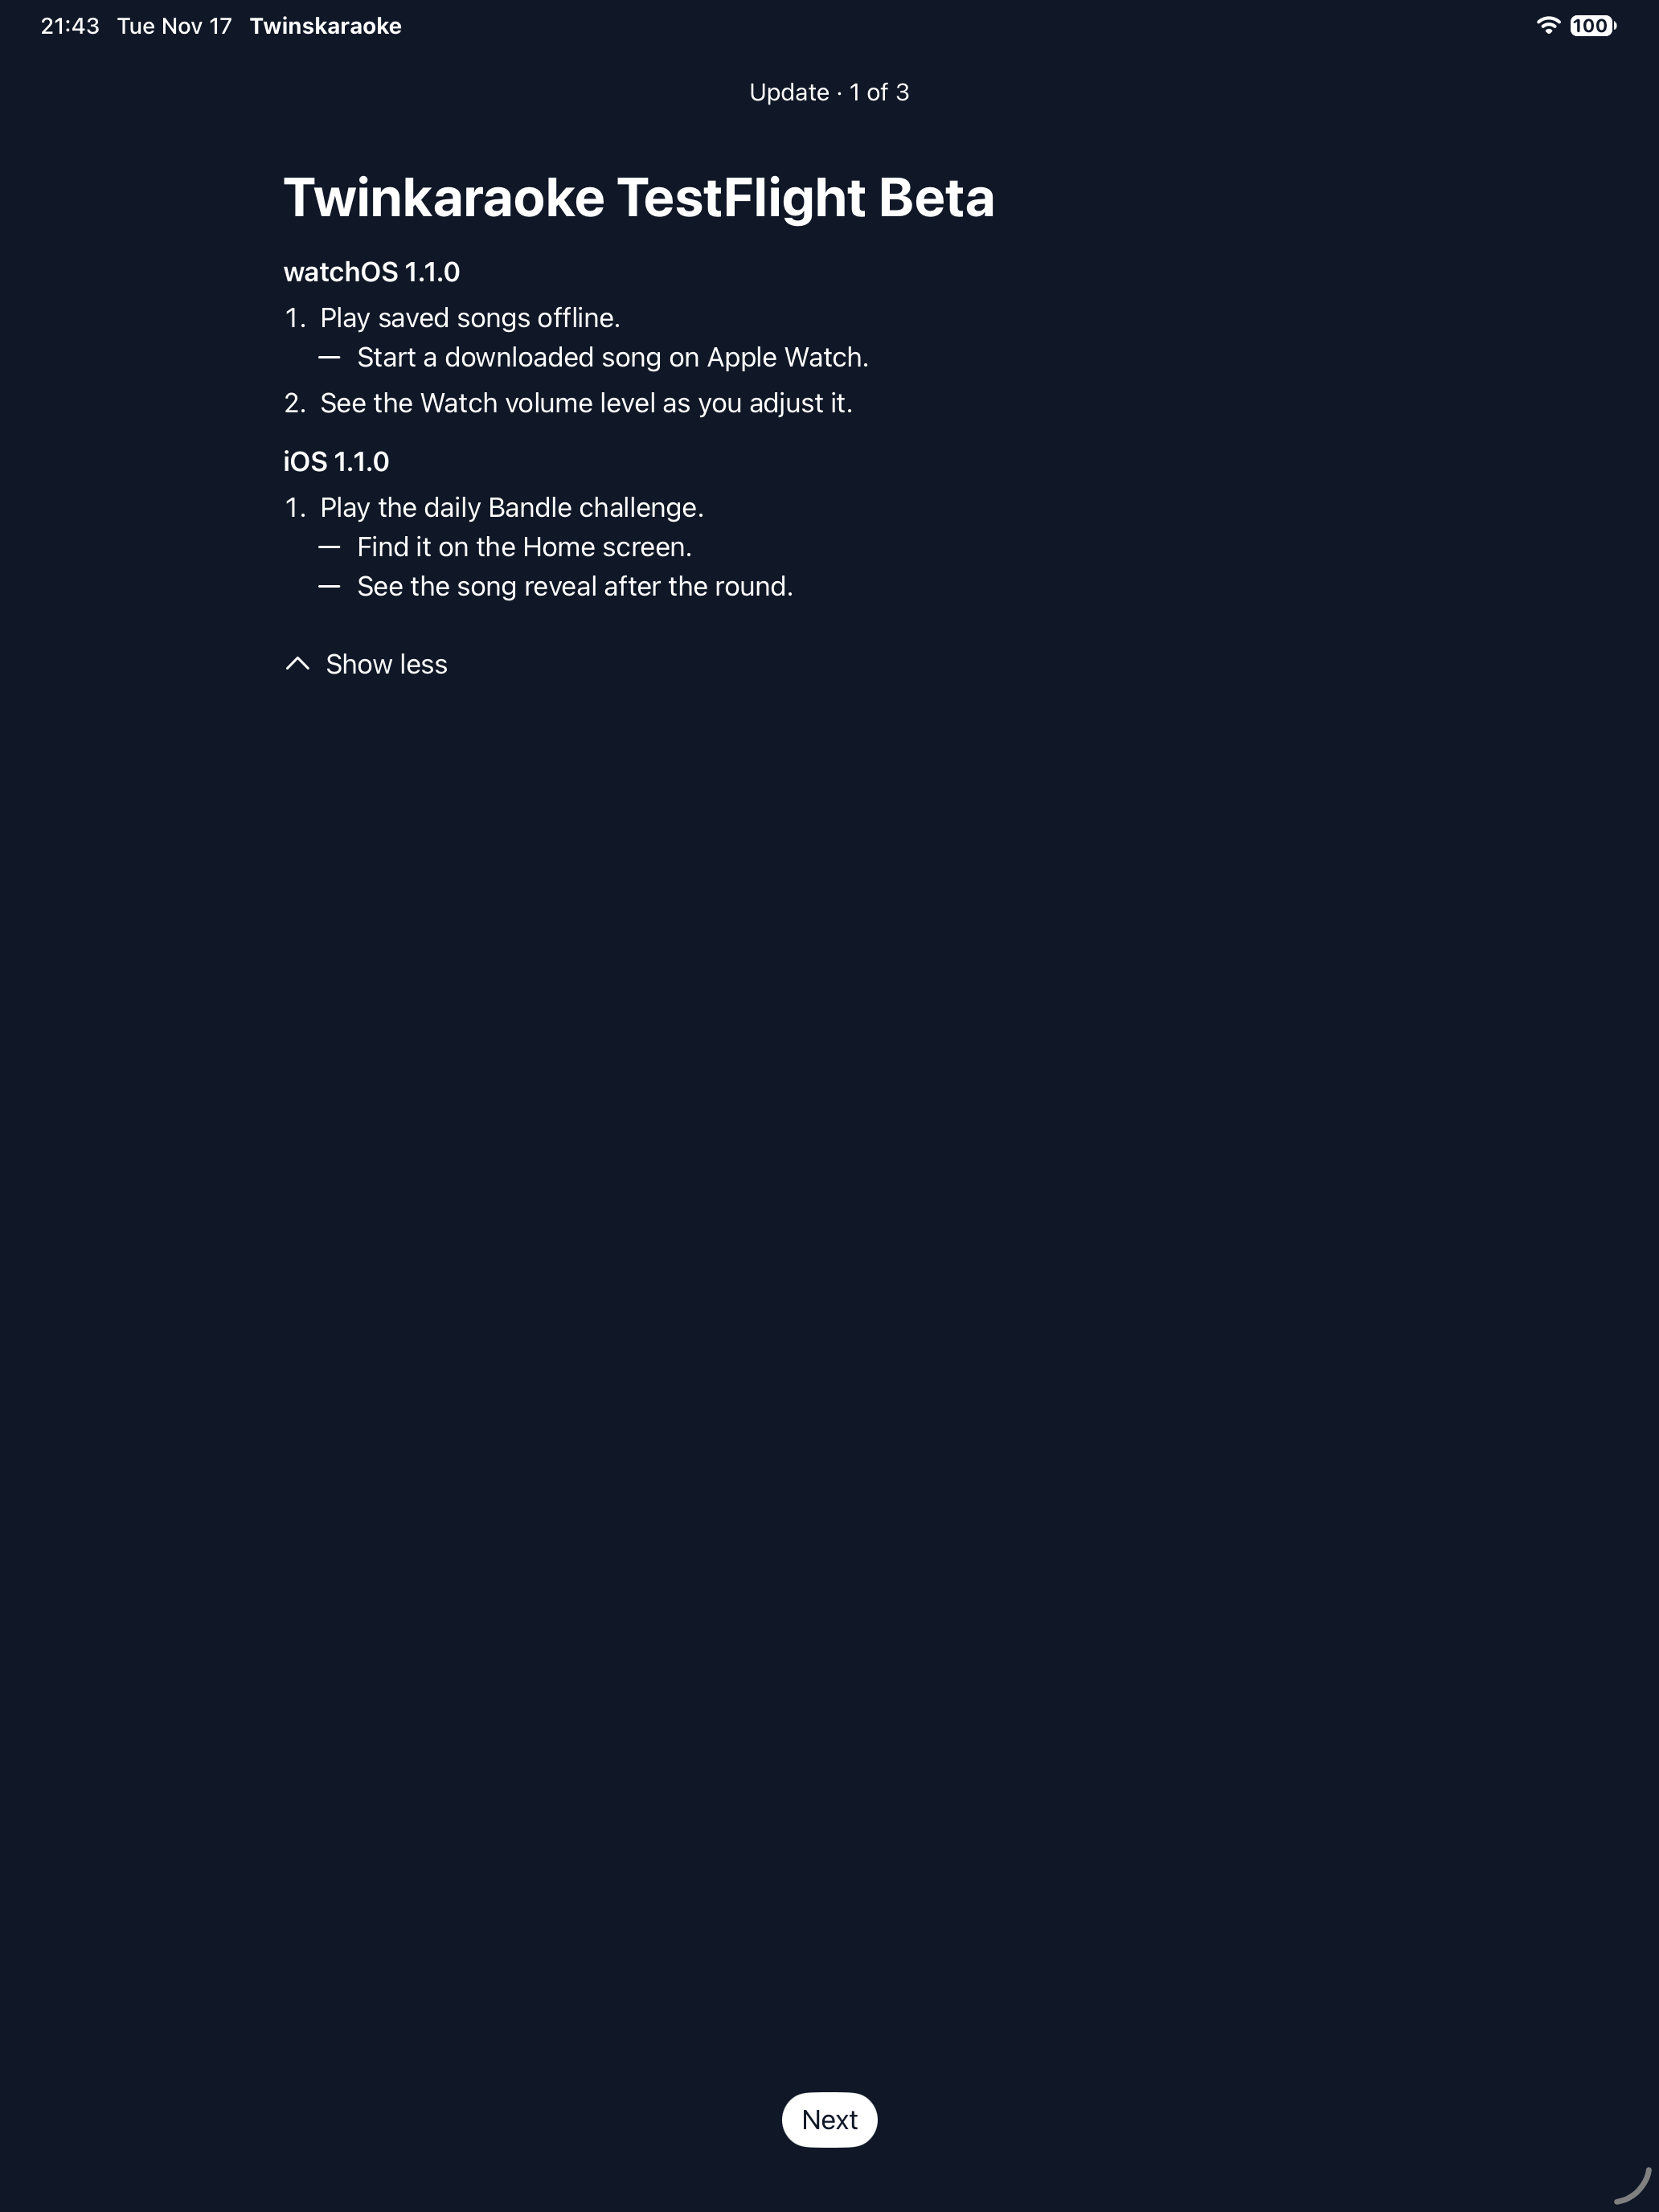 21:43 Tue Nov 17 Twinskaraoke 100
Update · 1 of 3
Twinkaraoke TestFlight Beta
watchOS 1.1.0
1. Play saved songs offline.
— Start a downloaded song on Apple Watch.
2. See the Watch volume level as you adjust it.
iOS 1.1.0
1. Play the daily Bandle challenge.
— Find it on the Home screen.
— See the song reveal after the round.
Show less
Next